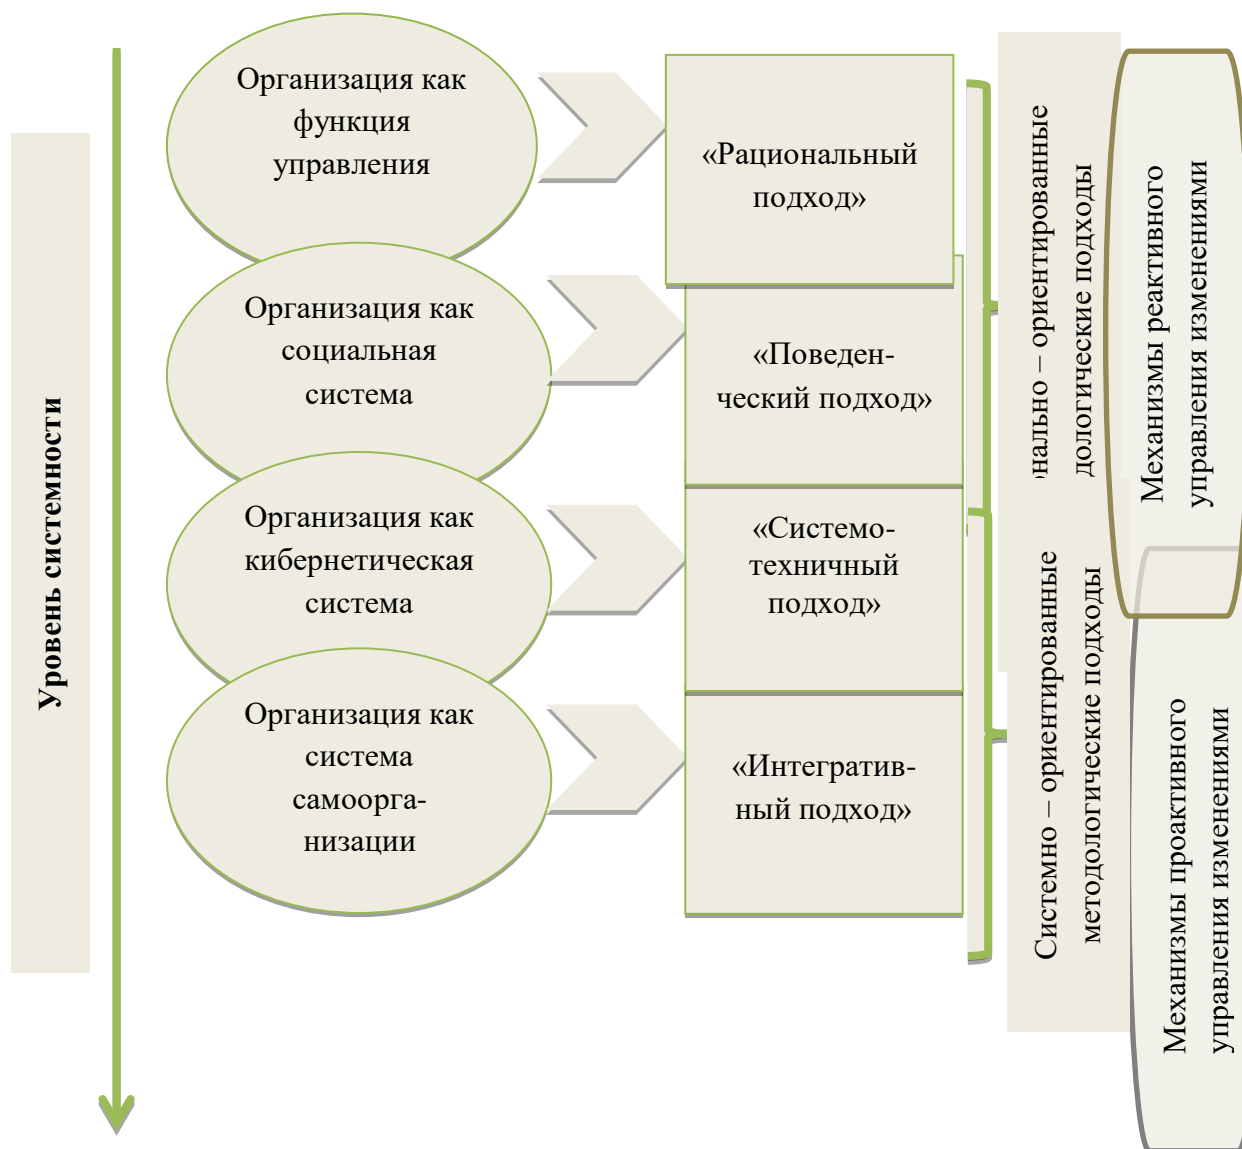 Уровень системности
Организация как
функция
управления
«Рациональный
подход»
Организация как
социальная
система
«Поведен-
ческий подход»
Организация как
кибернетическая
система
«Системо-
техничный
подход»
Организация как
система
самоорга-
низации
«Интегратив-
ный подход»
– ориентированные
подходы
Системно – ориентированные
методологические подходы
Механизмы реактивного
управления изменениями
Механизмы проактивного
управления изменениями